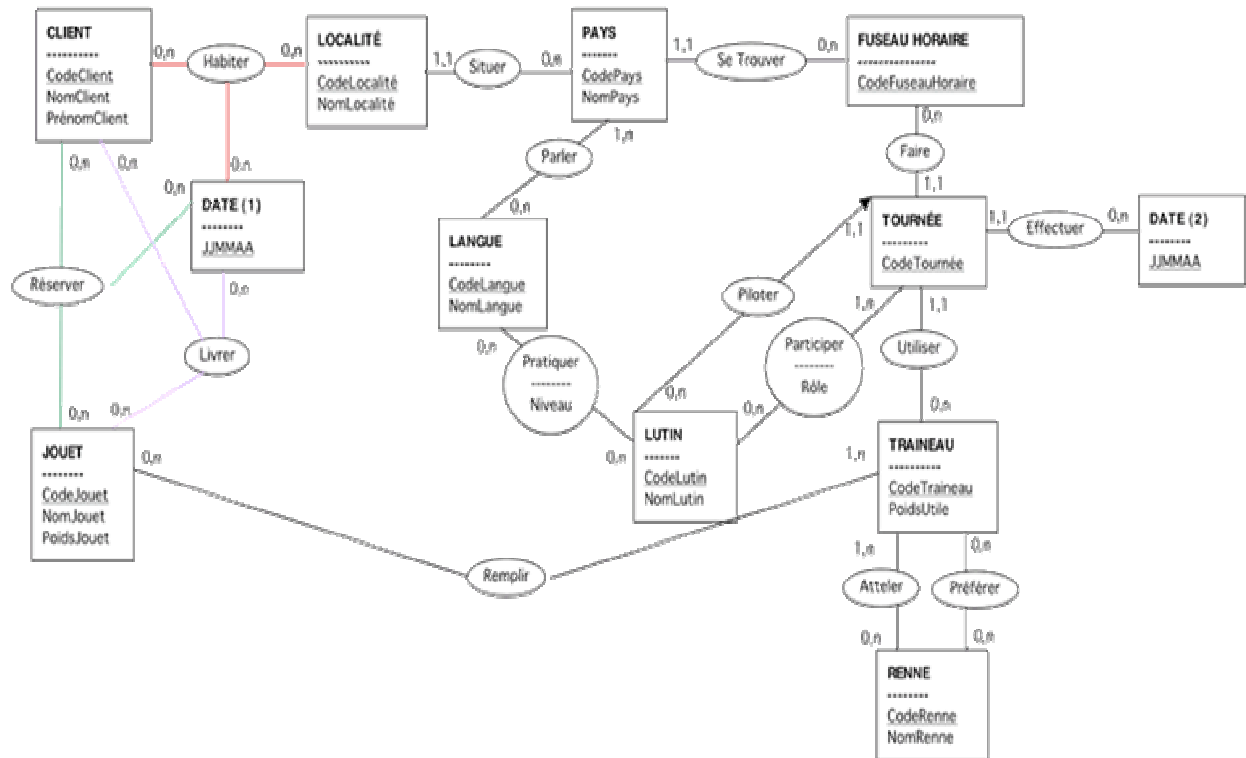 CLIENT
----------
CodeClient
NomClient
PrénomClient
0,n
Habiter
0,n
LOCALITÉ
----------
CodeLocalité
NomLocalité
1,1
Situer
0,n
PAYS
-------
CodePays
NomPays
1,1
Se Trouver
0,n
FUSEAU HORAIRE
---------------
CodeFuseauHoraire
0,n
0,n
0,n
0,n
1,n
Parler
0,n
0,n
Faire
1,1
DATE (1)
--------
JJMMAA
0,n
LANGUE
--------
CodeLangue
NomLangue
0,n
1,1
TOURNÉE
---------
CodeTournée
1,1
Effectuer
0,n
DATE (2)
--------
JJMMAA
Réserver
Piloter
1,n
1,1
Livrer
Pratiquer
--------
Niveau
Participer
--------
Rôle
Utiliser
0,n
0,n
0,n
0,n
0,n
0,n
JOUET
--------
CodeJouet
NomJouet
PoidsJouet
0,n
0,n
LUTIN
-------
CodeLutin
NomLutin
1,n
TRAINEAU
----------
CodeTraineau
PoidsUtile
Remplir
1,n
0,n
Atteler
Préférer
0,n
0,n
RENNE
--------
CodeRenne
NomRenne